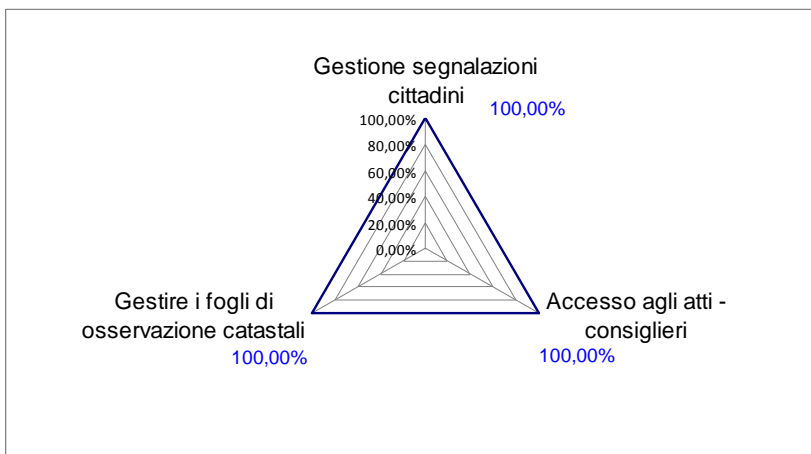 Gestione segnalazioni
cittadini
100,00%
100,00%
80,00%
60,00%
40,00%
20,00%
0,00%
Gestire i fogli di
osservazione catastali
100,00%
Accesso agli atti -
consiglieri
100,00%